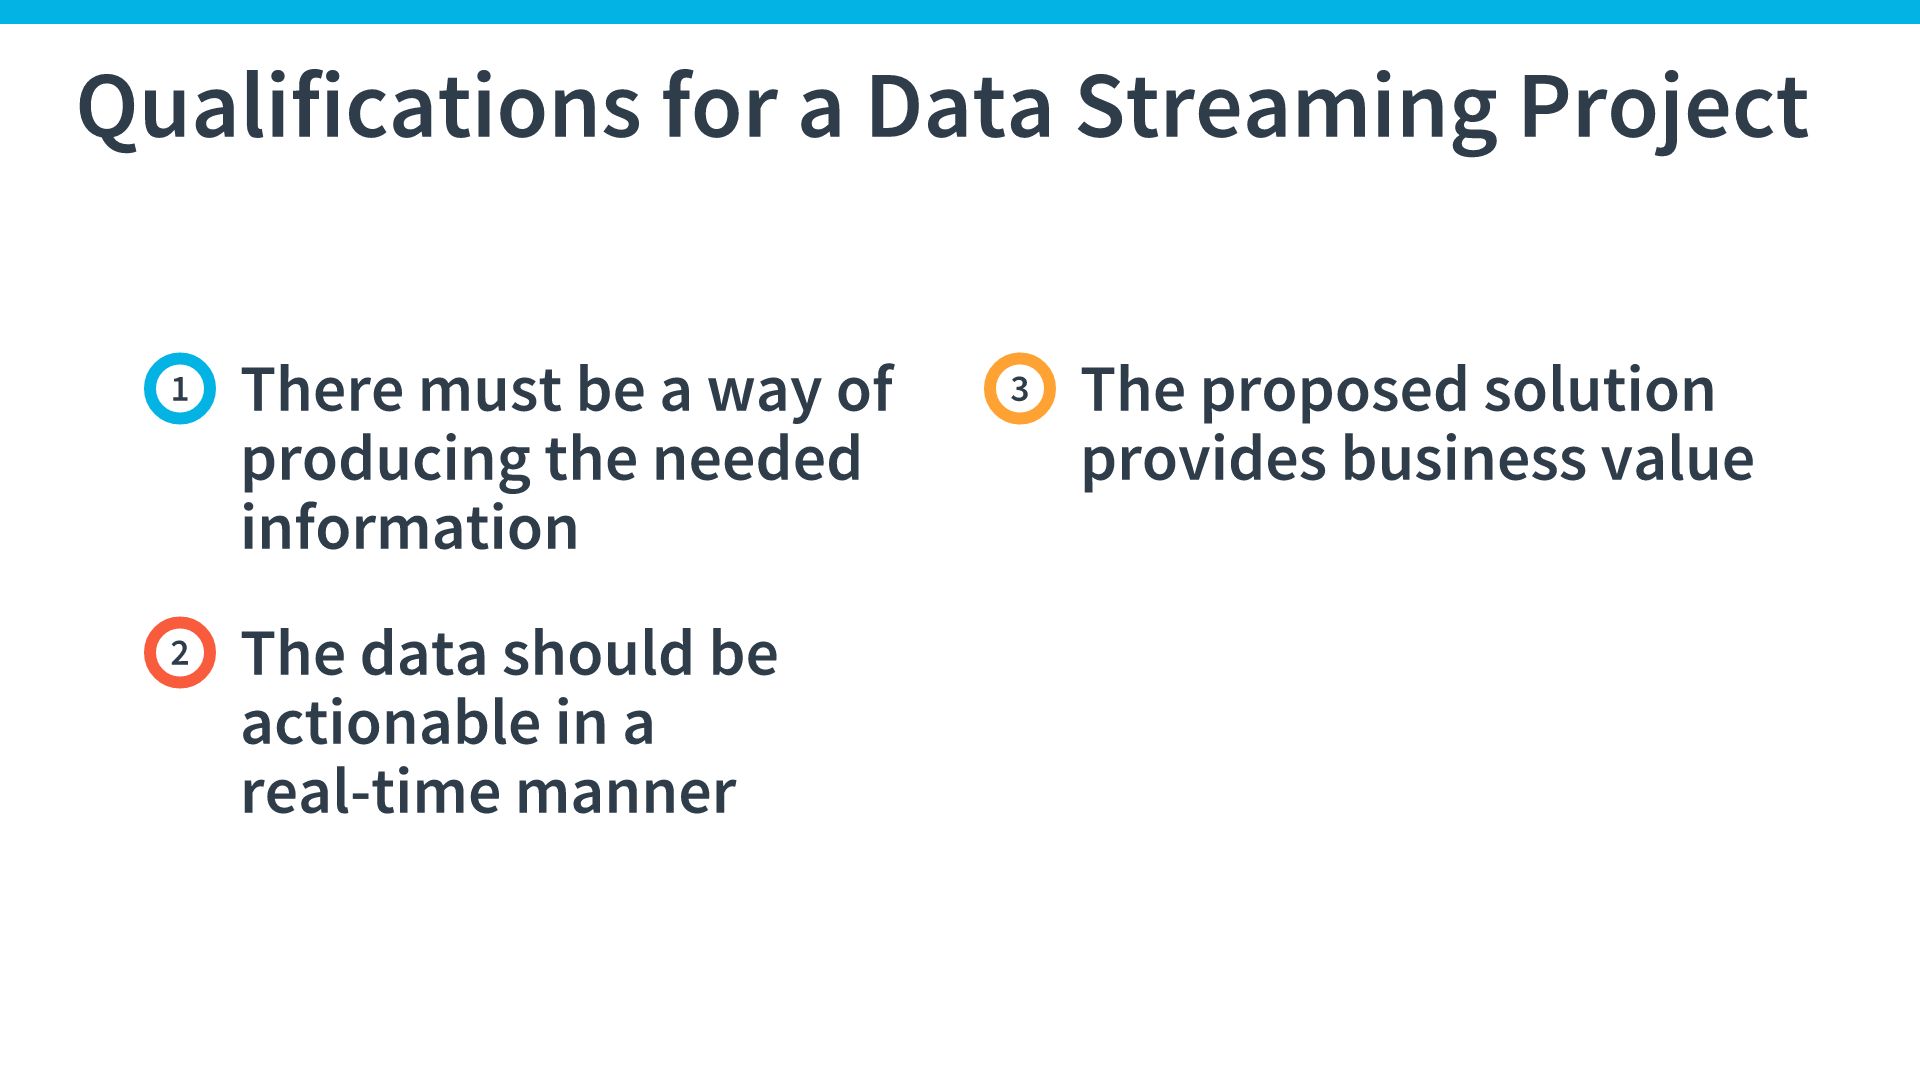 Qualifications for a Data Streaming Project
1 There must be a way of
producing the needed
information
2 The data should be
actionable in a
real-time manner
3 The proposed solution
provides business value